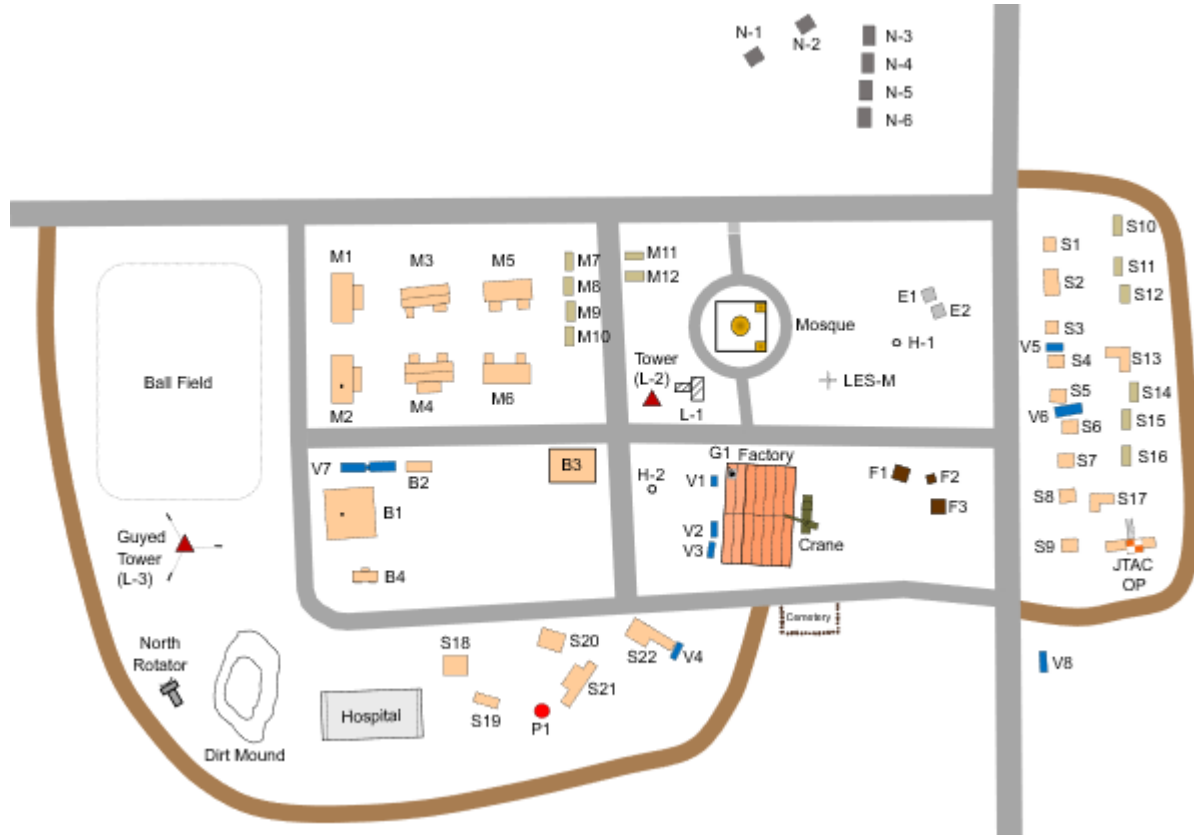 N-1
N-2
N-3
N-4
N-5
N-6
S10
S1
M1
M3
M5
M7
M11
S11
M8
M12
S2
S12
E1
E2
M9
Mosque
S3
M10
H-1
V5
S4
S13
Ball Field
Tower
(L-2)
LES-M
S5
S14
M2
M4
M6
L-1
V6
S6
S15
G1
Factory
S16
V7
B2
B3
H-2
V1
F1
F2
S7
S8
S17
B1
F3
V2
Guyed
Tower
(L-3)
V3
Crane
S9
JTAC
OP
B4
Cemetery
North
Rotator
S18
S20
S22
V4
V8
S21
Hospital
S19
P1
Dirt Mound